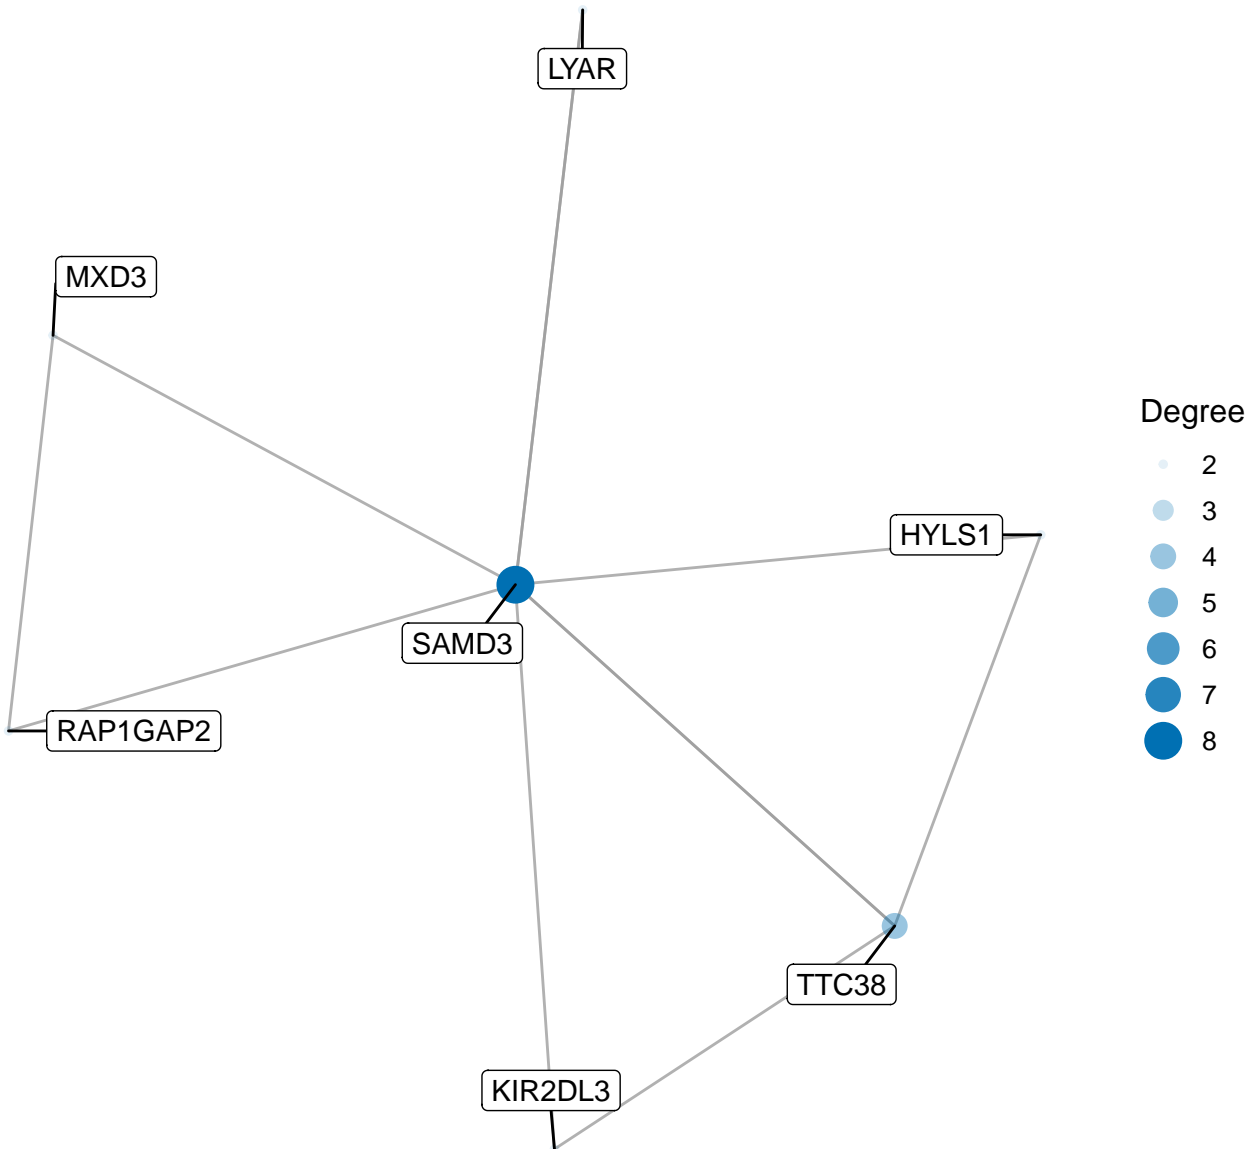 LYAR
MXD3
HYLS1
SAMD3
RAP1GAP2
TTC38
KIR2DL3
Degree
2
3
4
5
6
7
8